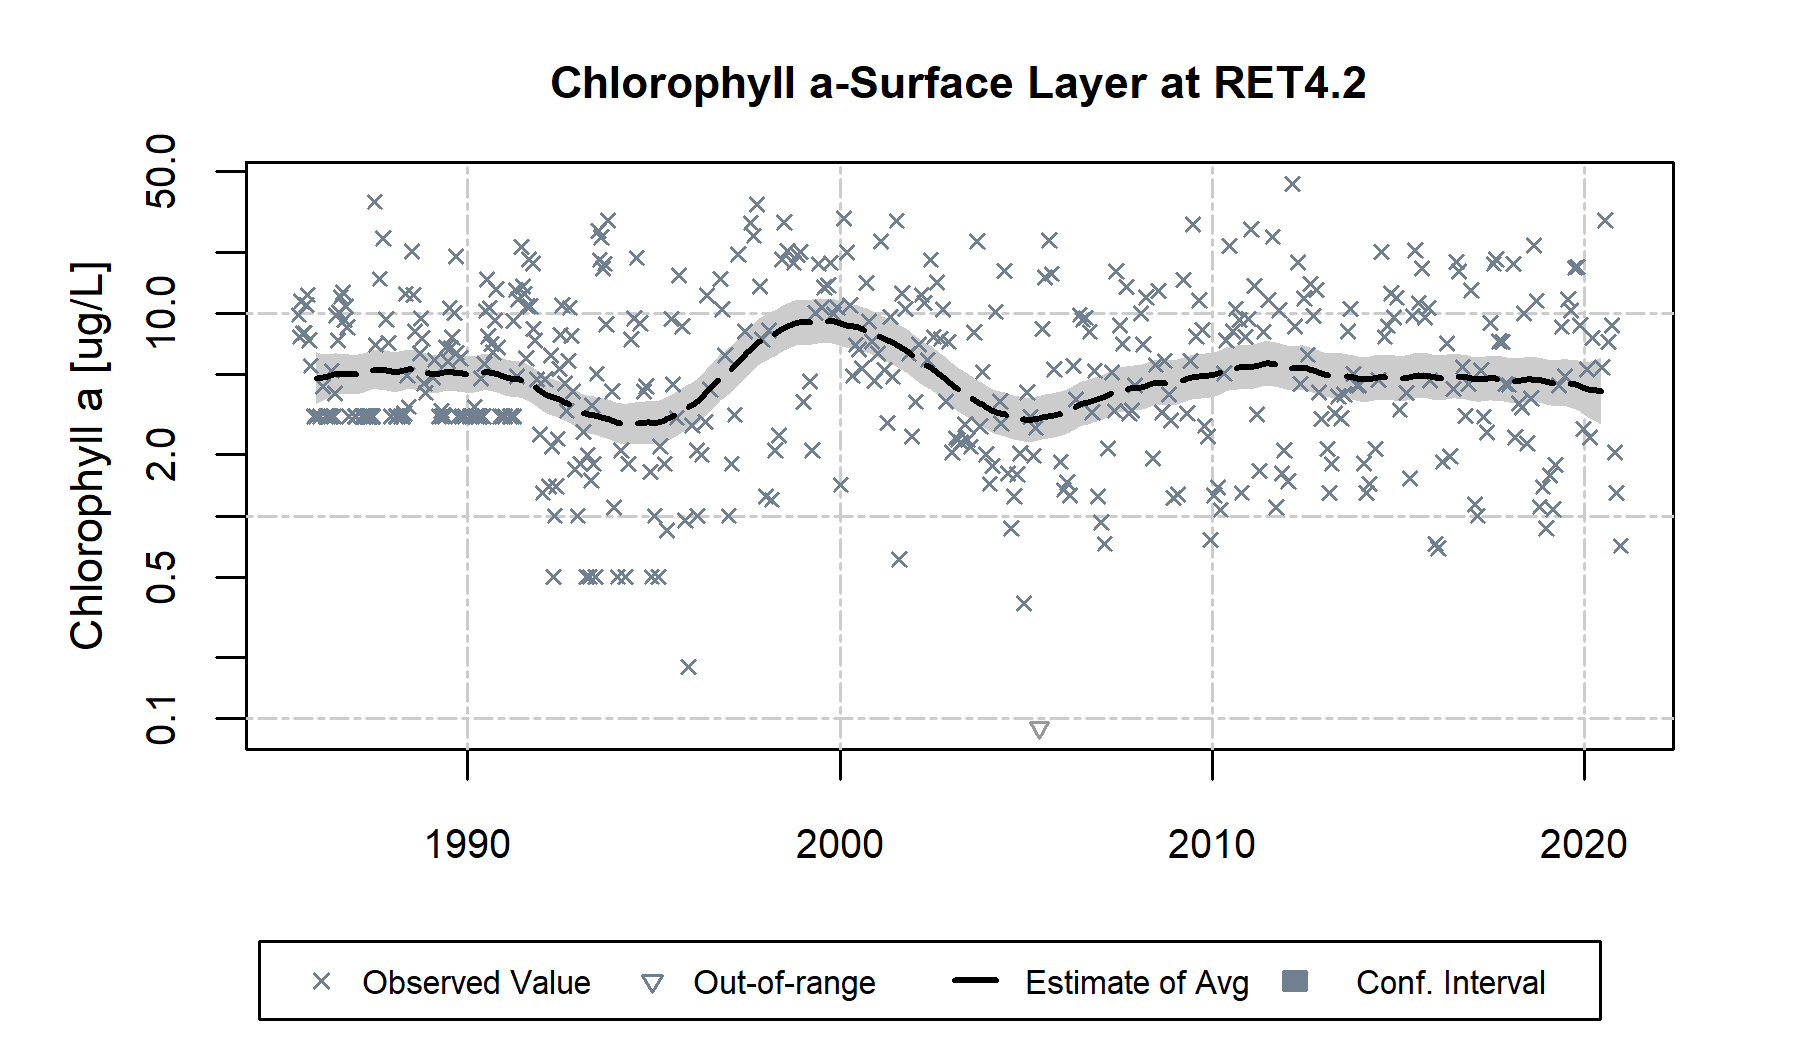 Chlorophyll a-Surface Layer at RET4.2
Chlorophyll a [ug/L]
50.0
10.0
2.0
0.5
0.1
1990 2000 2010 2020
Observed Value Out-of-range Estimate of Avg Conf. Interval